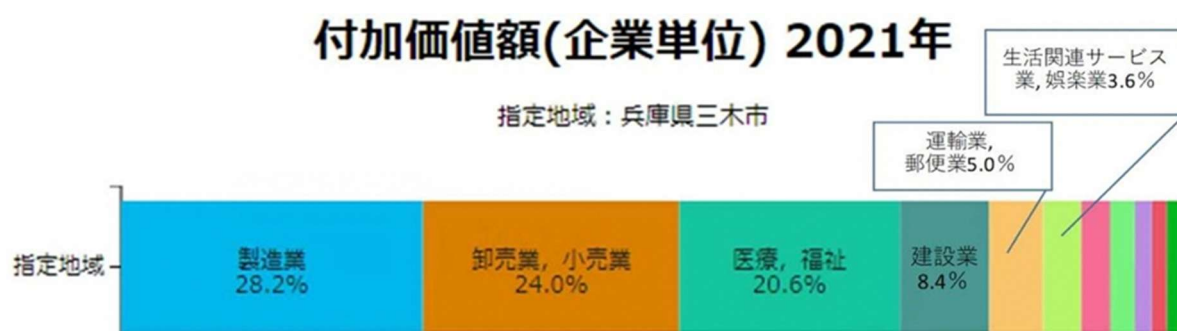 付加価値額(企業単位) 2021年
生活関連サービス
業, 娯楽業3.6%
指定地域：兵庫県三木市
運輸業,
郵便業5.0%
指定地域
製造業
28.2%
卸売業，小売業
24.0%
医療，福祉
20.6%
建設業
8.4%